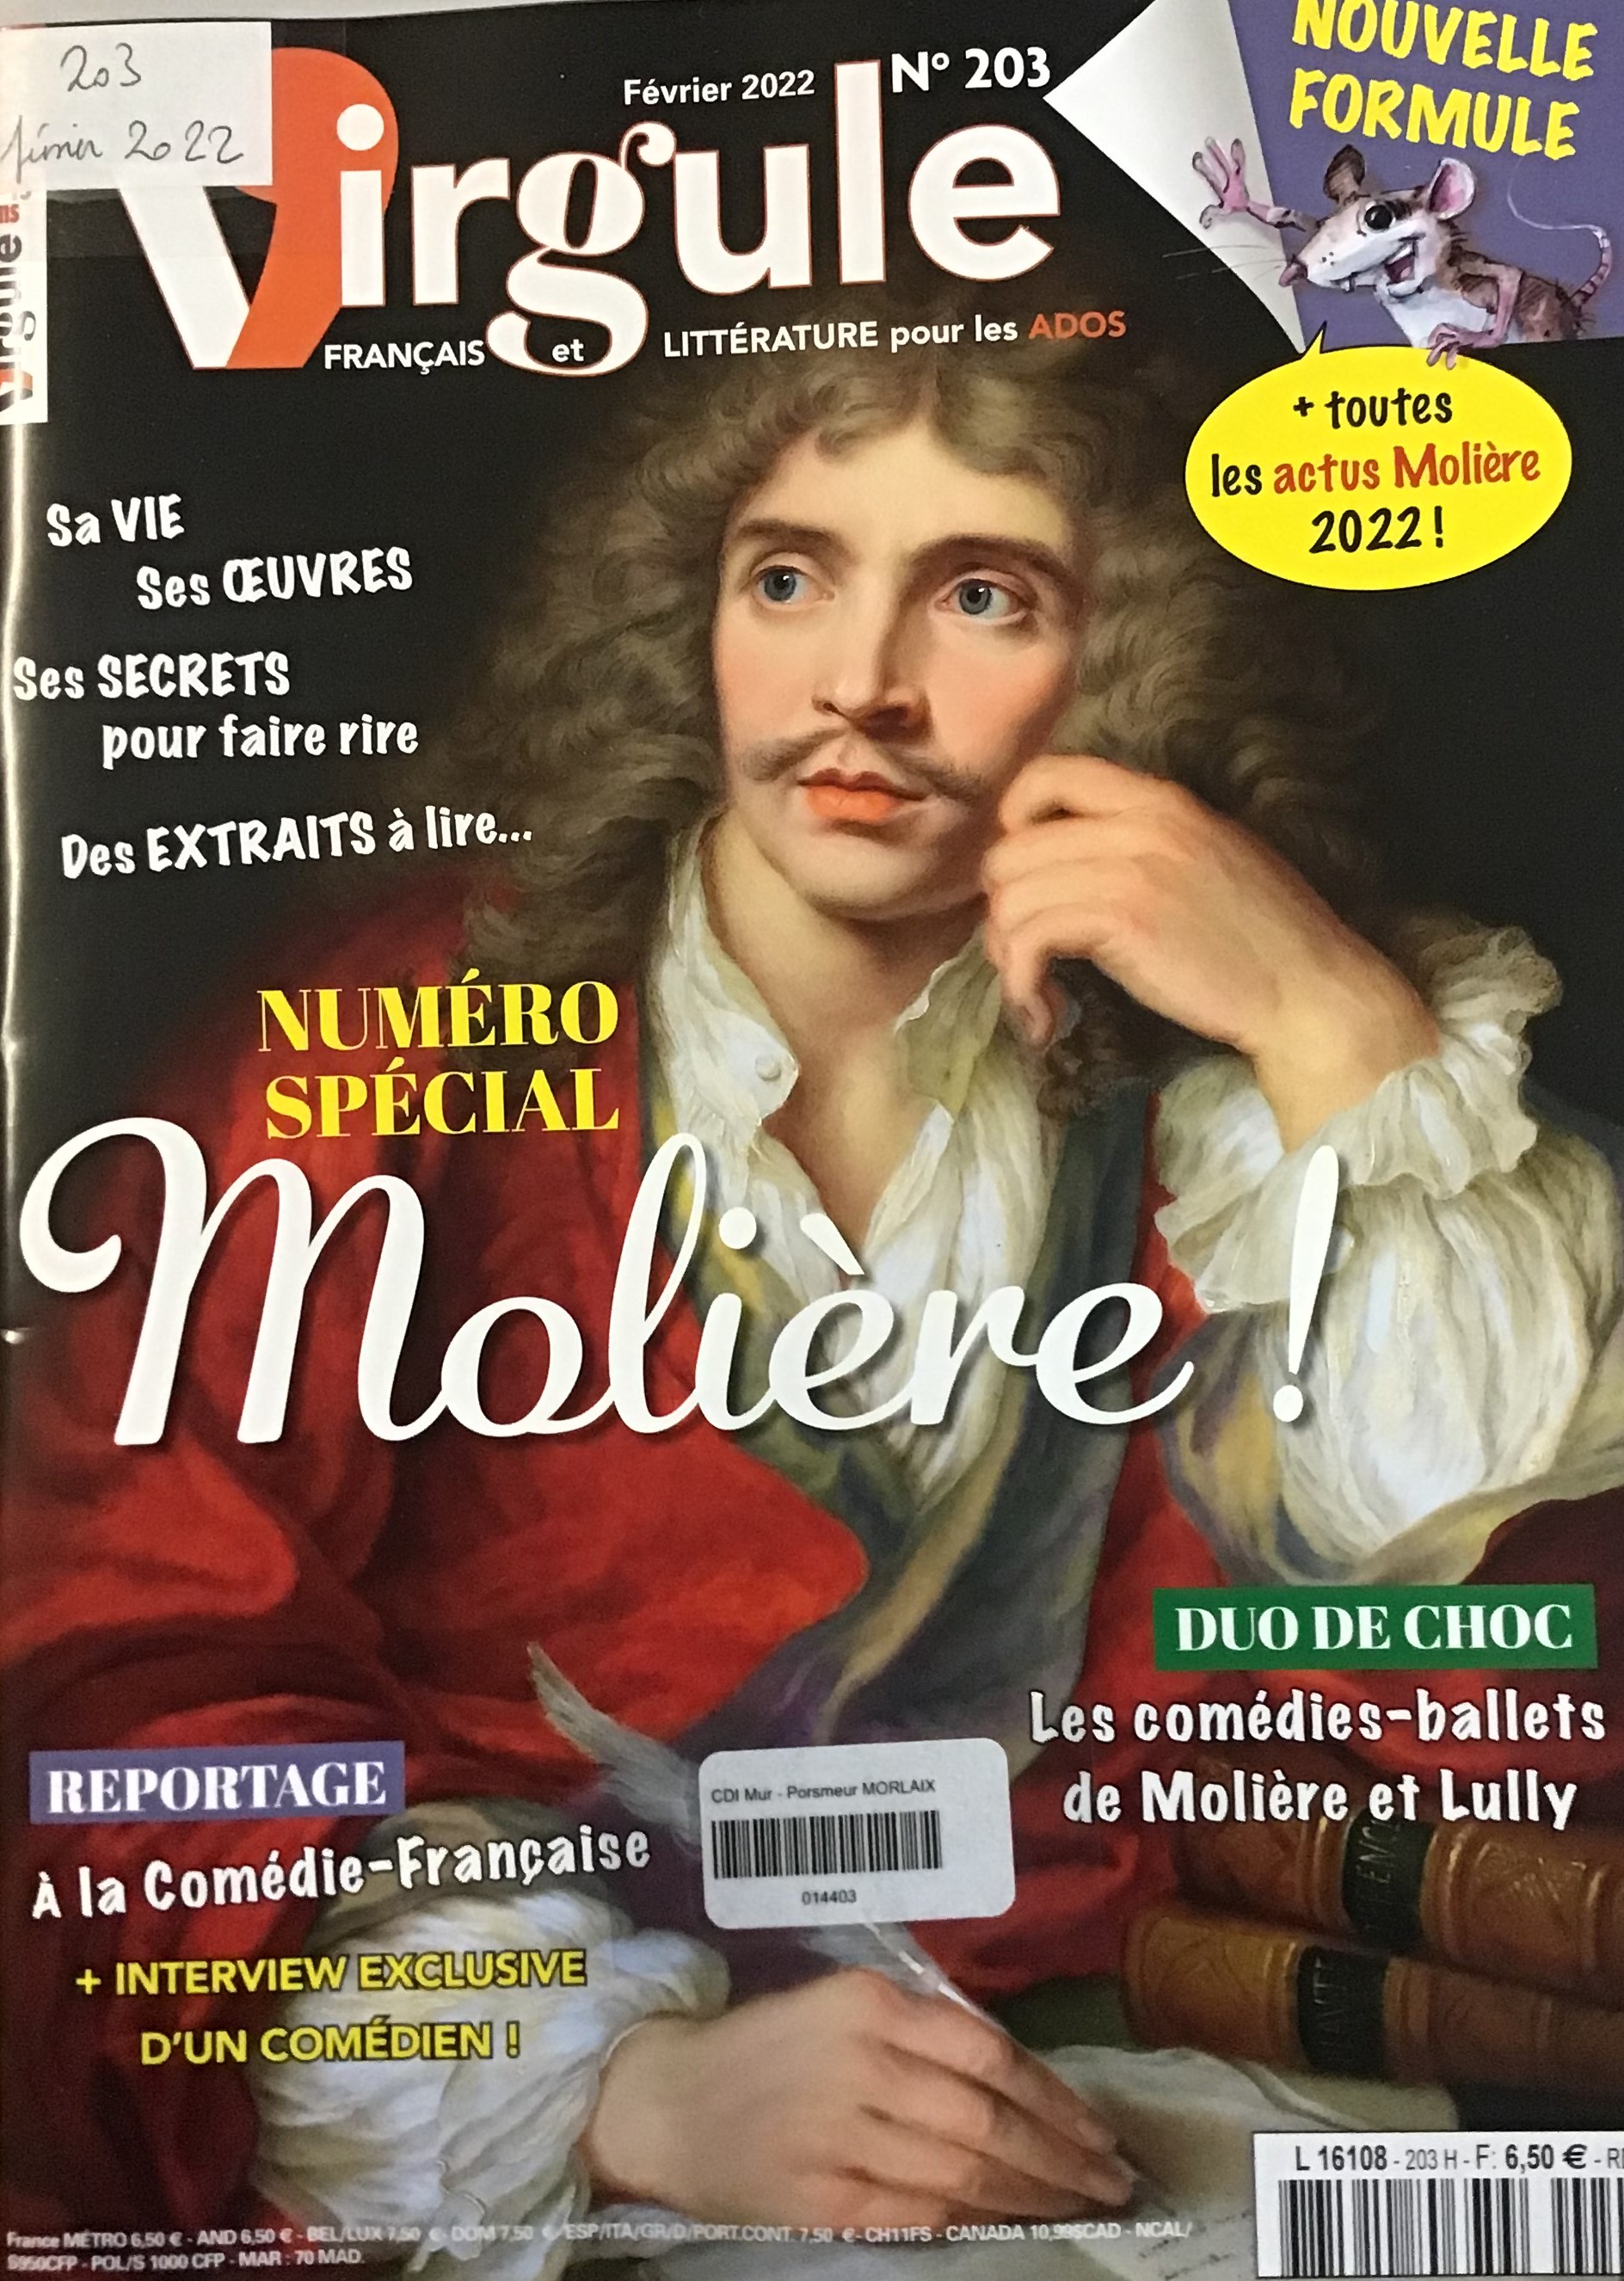 203
février 2022
Février 2022
N° 203
Virgule
FRANÇAIS et LITTÉRATURE pour les ADOS
NOUVELLE
FORMULE
+ toutes
les actus Molière
2022 !
Sa VIE
Ses ŒUVRES
Ses SECRETS
pour faire rire
Des EXTRAITS à lire...
NUMÉRO
SPÉCIAL
Molière !
DUO DE CHOC
Les comédies-ballets
de Molière et Lully
REPORTAGE
À la Comédie-Française
+ INTERVIEW EXCLUSIVE
D'UN COMÉDIEN !
CDI Mur - Porsmeur MORLAIX
014403
L 16108 - 203 H - F: 6,50 € - R
France MÉTRO 6,50 € - AND 6,50 € - BEL/LUX 7,50 € - DOM 7,50 € - ESP/ITA/GR/D/PORT.CONT. 7,50 € - CH11FS - CANADA 10,99$CAD - NCAL/
S950CFP - POL/S 1000 CFP - MAR : 70 MAD.